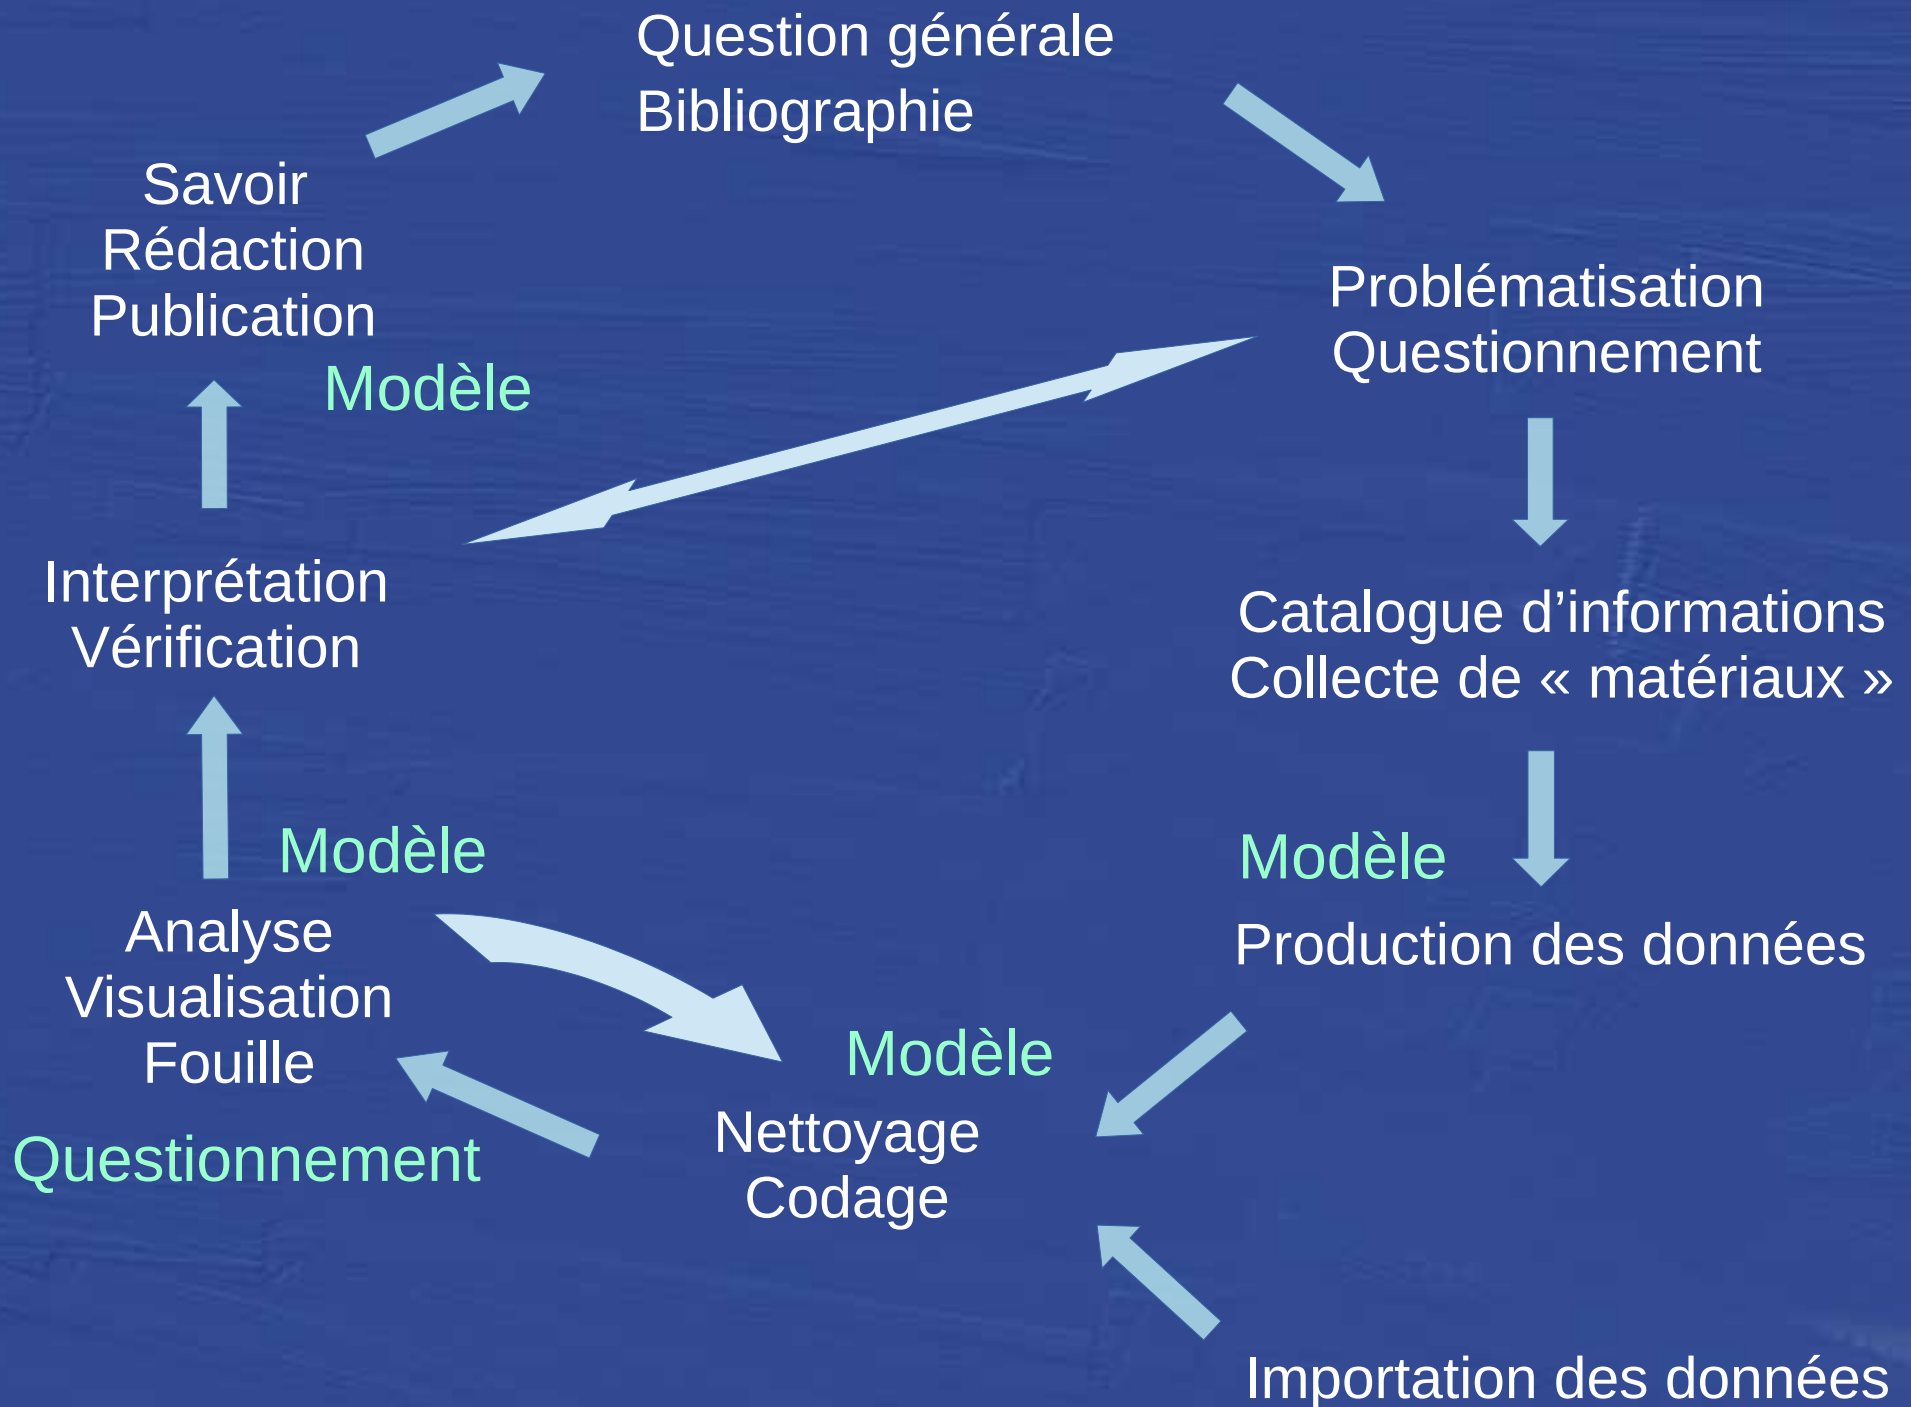 Question générale
Bibliographie
Savoir
Rédaction
Publication
Modèle
Problématisation
Questionnement
Interprétation
Vérification
Catalogue d’informations
Collecte de « matériaux »
Modèle
Modèle
Analyse
Visualisation
Fouille
Production des données
Modèle
Questionnement
Nettoyage
Codage
Importation des données